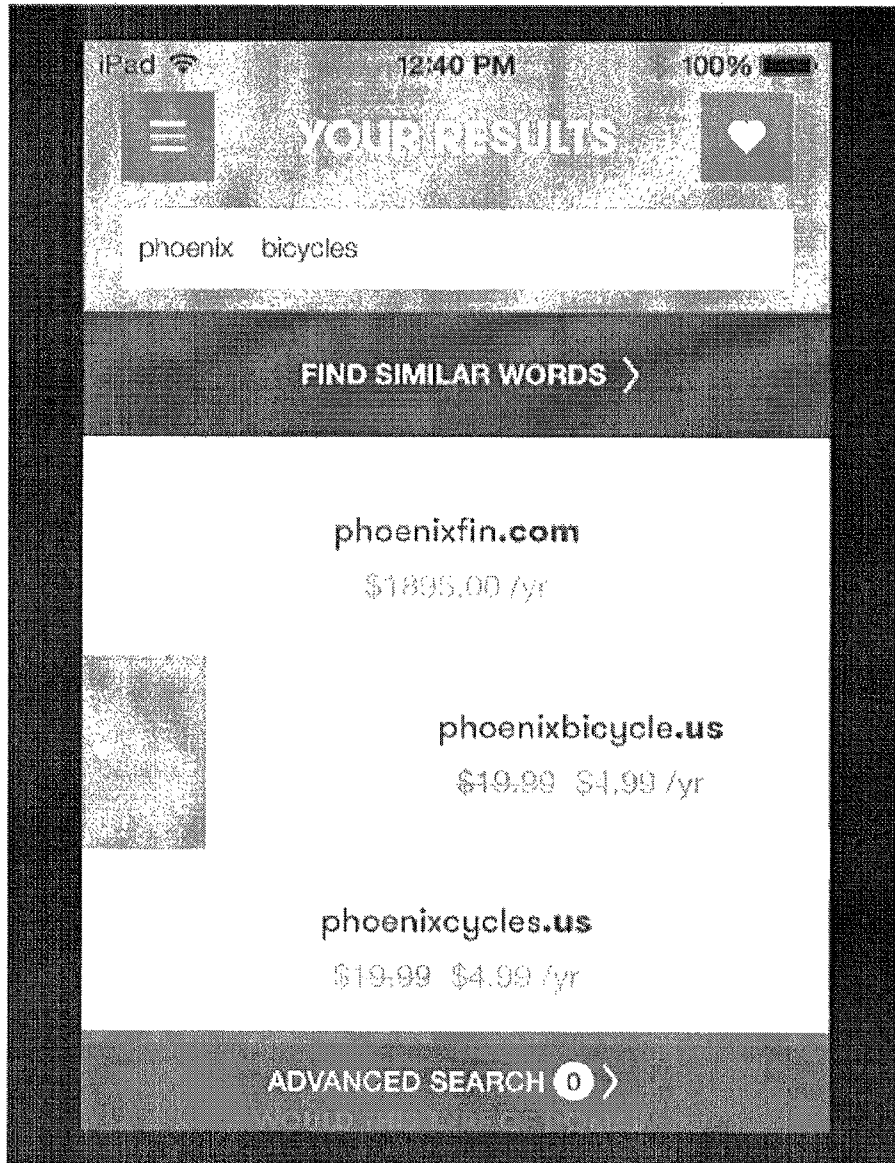 iPad 12:40 PM 100%
YOUR RESULTS
phoenix bicycles
FIND SIMILAR WORDS
phoenixfin.com
$1895.00 /yr
phoenixbicycle.us
$19.99 $4.99 /yr
phoenixcycles.us
$19.99 $4.99 /yr
ADVANCED SEARCH 0